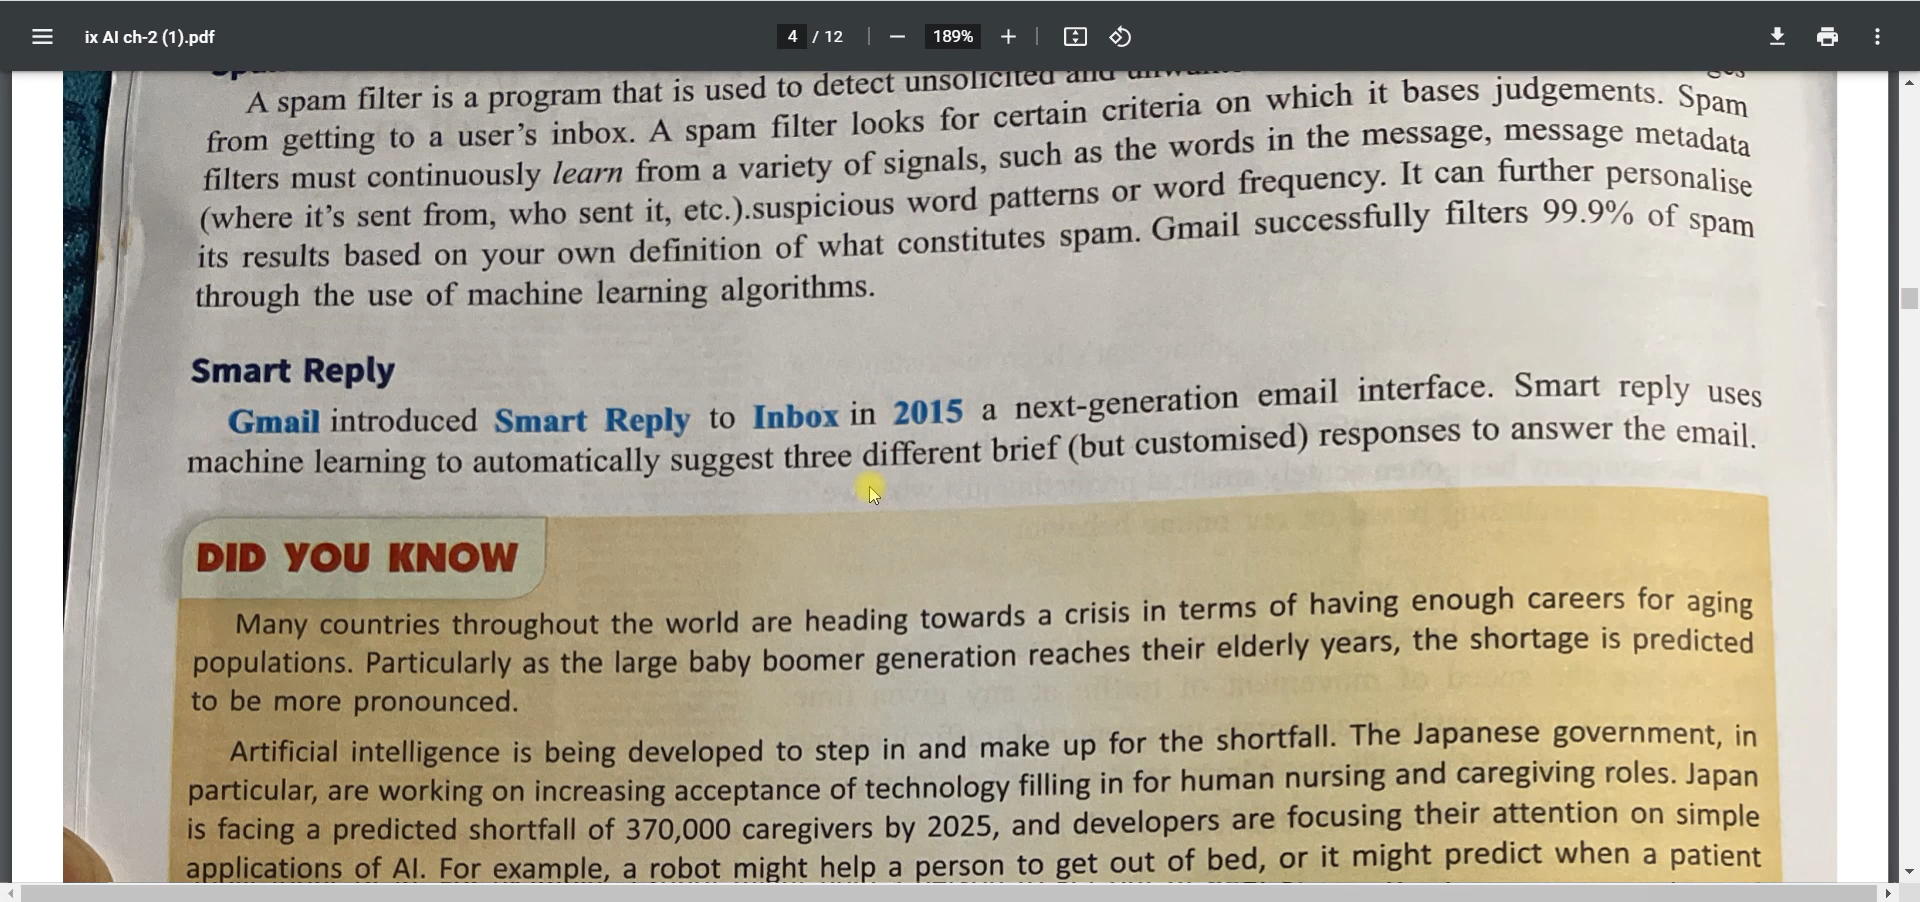 ix AI ch-2 (1).pdf
4 / 12
189%
A spam filter is a program that is used to detect unsolicited and
from getting to a user's inbox. A spam filter looks for certain criteria on which it bases judgements. Spam
filters must continuously learn from a variety of signals, such as the words in the message, message metadata
(where it's sent from, who sent it, etc.).suspicious word patterns or word frequency. It can further personalise
its results based on your own definition of what constitutes spam. Gmail successfully filters 99.9% of spam
through the use of machine learning algorithms.
Smart Reply
Gmail introduced Smart Reply to Inbox in 2015 a next-generation email interface. Smart reply uses
machine learning to automatically suggest three different brief (but customised) responses to answer the email.
DID YOU KNOW
Many countries throughout the world are heading towards a crisis in terms of having enough careers for aging
populations. Particularly as the large baby boomer generation reaches their elderly years, the shortage is predicted
to be more pronounced.
Artificial intelligence is being developed to step in and make up for the shortfall. The Japanese government, in
particular, are working on increasing acceptance of technology filling in for human nursing and caregiving roles. Japan
is facing a predicted shortfall of 370,000 caregivers by 2025, and developers are focusing their attention on simple
applications of AI. For example, a robot might help a person to get out of bed, or it might predict when a patient